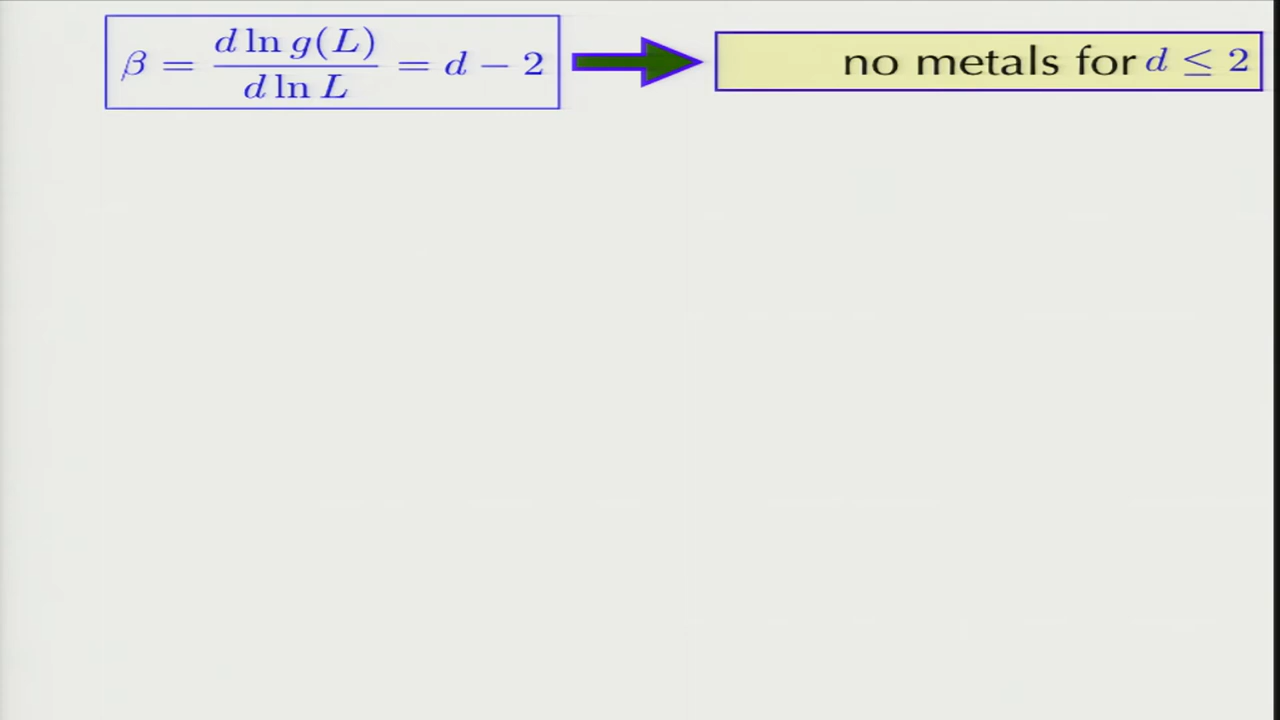 β = d ln g(L) / d ln L = d − 2
no metals for d ≤ 2